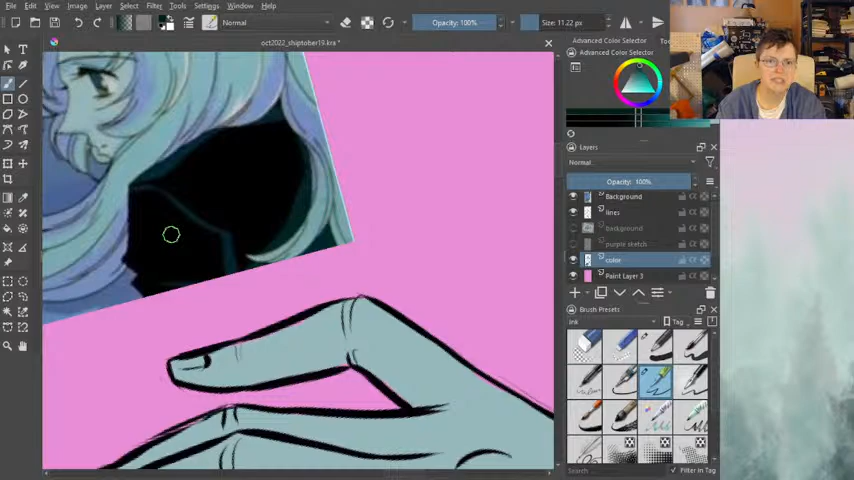 File Edit View Image Layer Select Filter Tools Settings Window Help
Normal
Opacity: 100%
Size: 11.22 px
oct2022_shiptober19.kra *
Advanced Color Selector
Advanced Color Selector
Layers
Normal
Opacity: 100%
Background
lines
background
purple sketch
color
Paint Layer 3
Brush Presets
Ink
Tag
Search
Filter in Tag